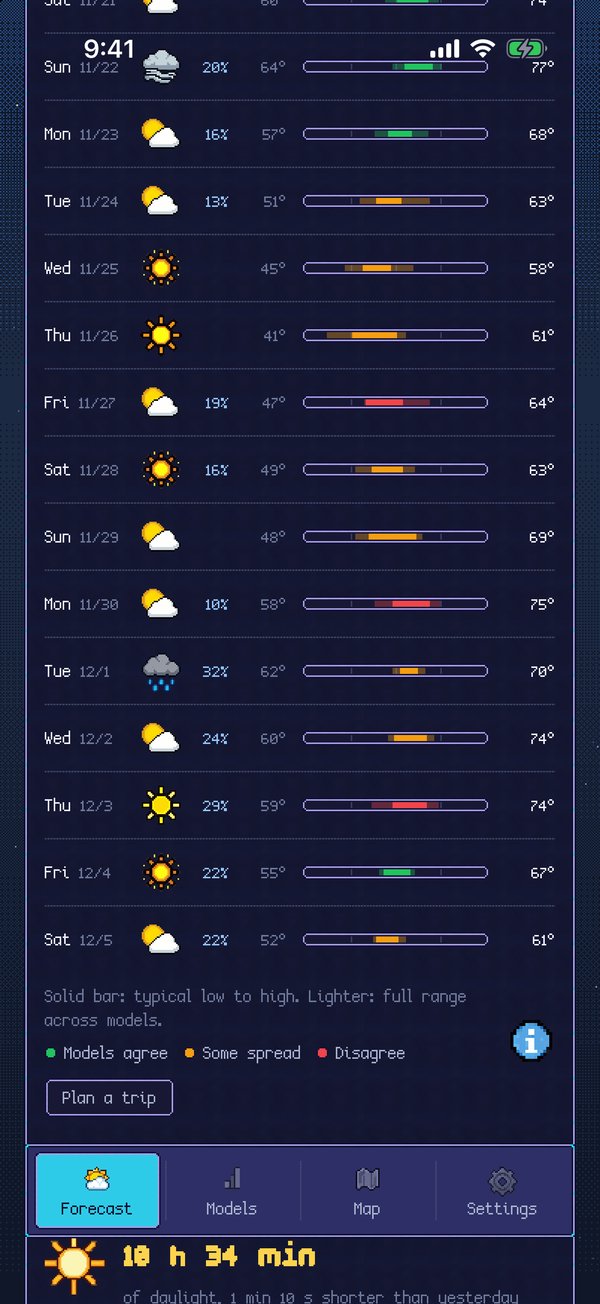 Sat 11/21 60° 74°
9:41
Sun 11/22 20% 64° 77°
Mon 11/23 16% 57° 68°
Tue 11/24 13% 51° 63°
Wed 11/25 45° 58°
Thu 11/26 41° 61°
Fri 11/27 19% 47° 64°
Sat 11/28 16% 49° 63°
Sun 11/29 48° 69°
Mon 11/30 10% 58° 75°
Tue 12/1 32% 62° 70°
Wed 12/2 24% 60° 74°
Thu 12/3 29% 59° 74°
Fri 12/4 22% 55° 67°
Sat 12/5 22% 52° 61°
Solid bar: typical low to high. Lighter: full range
across models.
Models agree Some spread Disagree
Plan a trip
Forecast Models Map Settings
10 h 34 min
of daylight. 1 min 10 s shorter than yesterday